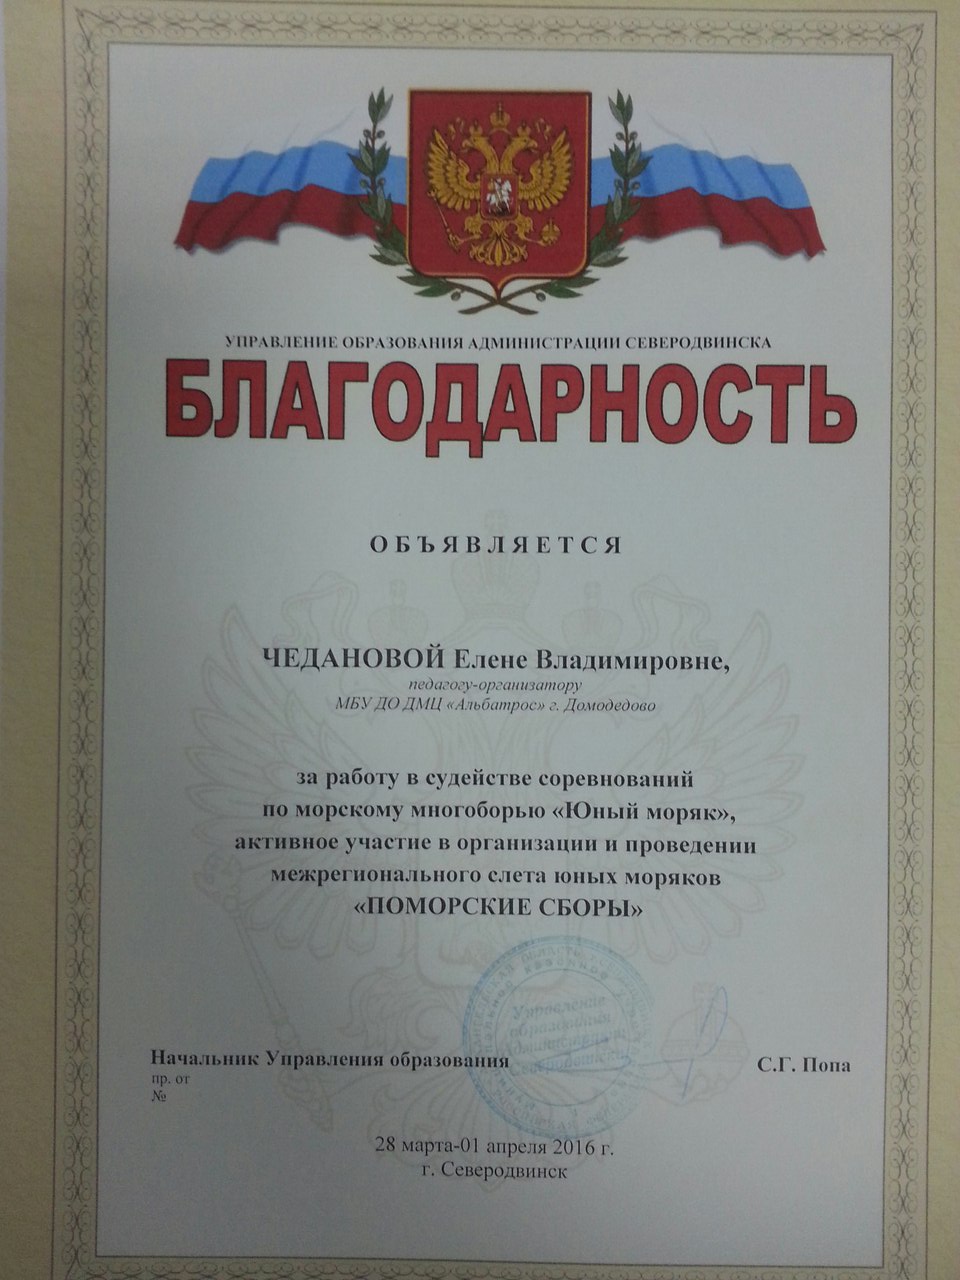 УПРАВЛЕНИЕ ОБРАЗОВАНИЯ АДМИНИСТРАЦИИ СЕВЕРОДВИНСКА
БЛАГОДАРНОСТЬ
ОБЪЯВЛЯЕТСЯ
ЧЕДАНОВОЙ Елене Владимировне,
педагогу-организатору
МБУ ДО ДМЦ «Альбатрос» г. Домодедово
за работу в судействе соревнований
по морскому многоборью «Юный моряк»,
активное участие в организации и проведении
межрегионального слета юных моряков
«ПОМОРСКИЕ СБОРЫ»
Управление
образования
Начальник Управления образования
С.Г. Попа
пр. от
№
28 марта-01 апреля 2016 г.
г. Северодвинск